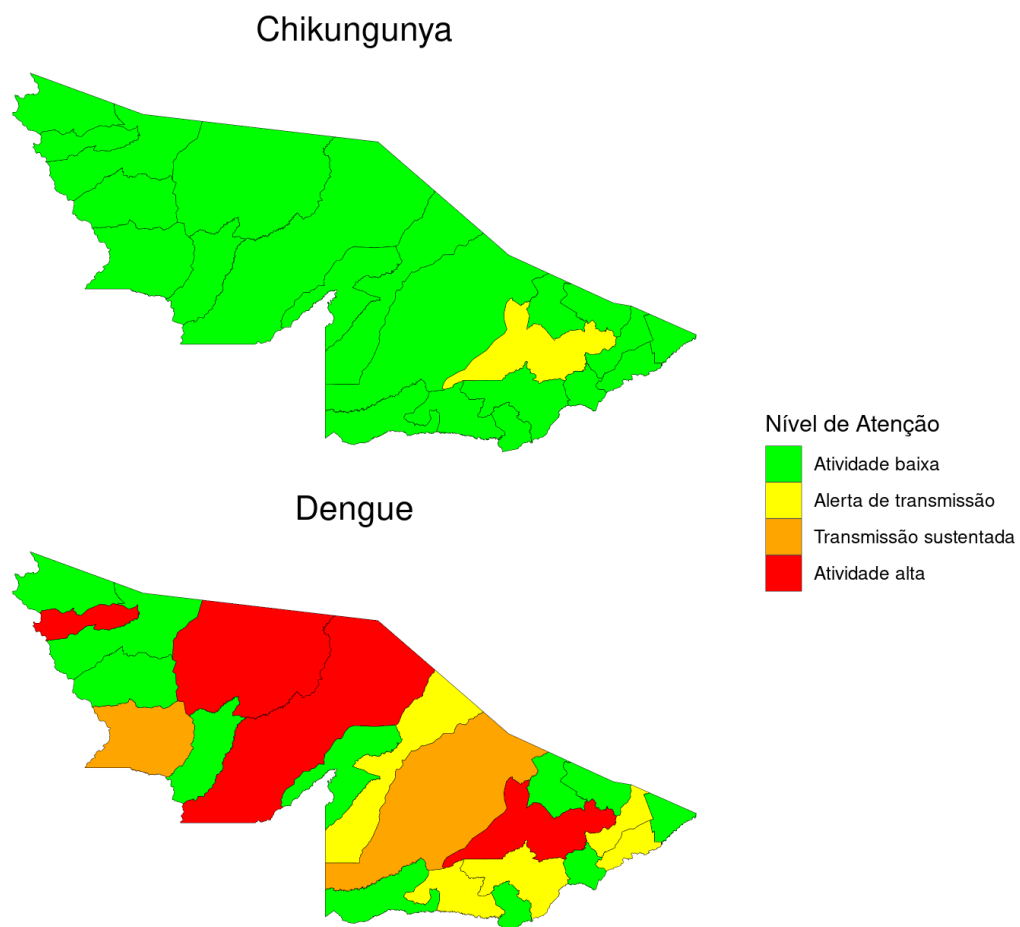 Chikungunya
Nível de Atenção
Atividade baixa
Alerta de transmissão
Transmissão sustentada
Atividade alta
Dengue